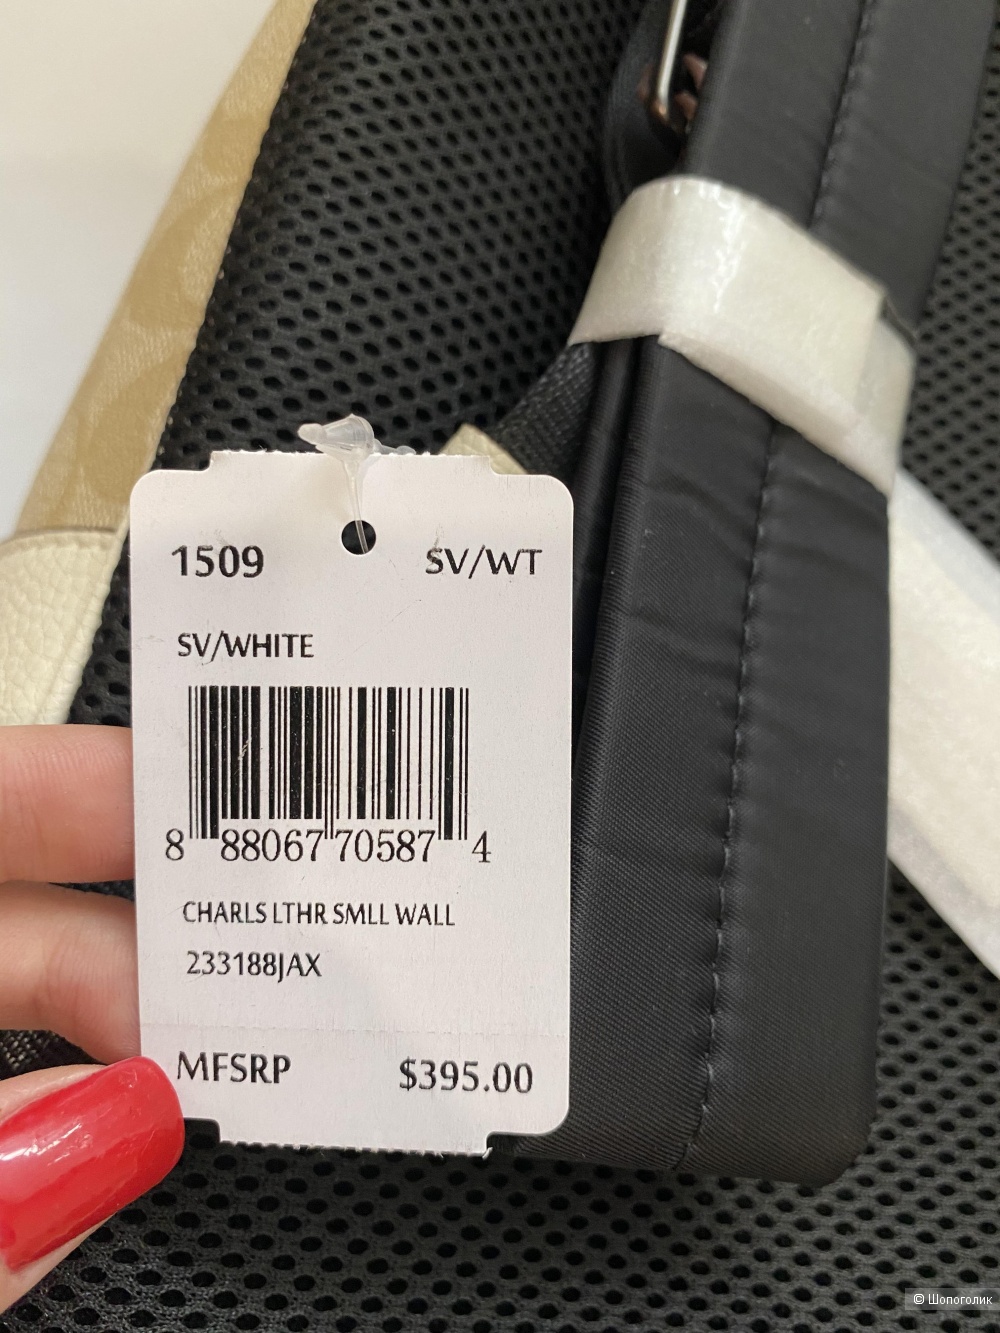 1509 SV/WT
SV/WHITE
8 88067 70587 4
CHARLS LTHR SMLL WALL
233188JAX
MFSRP $395.00
© Шопоголик